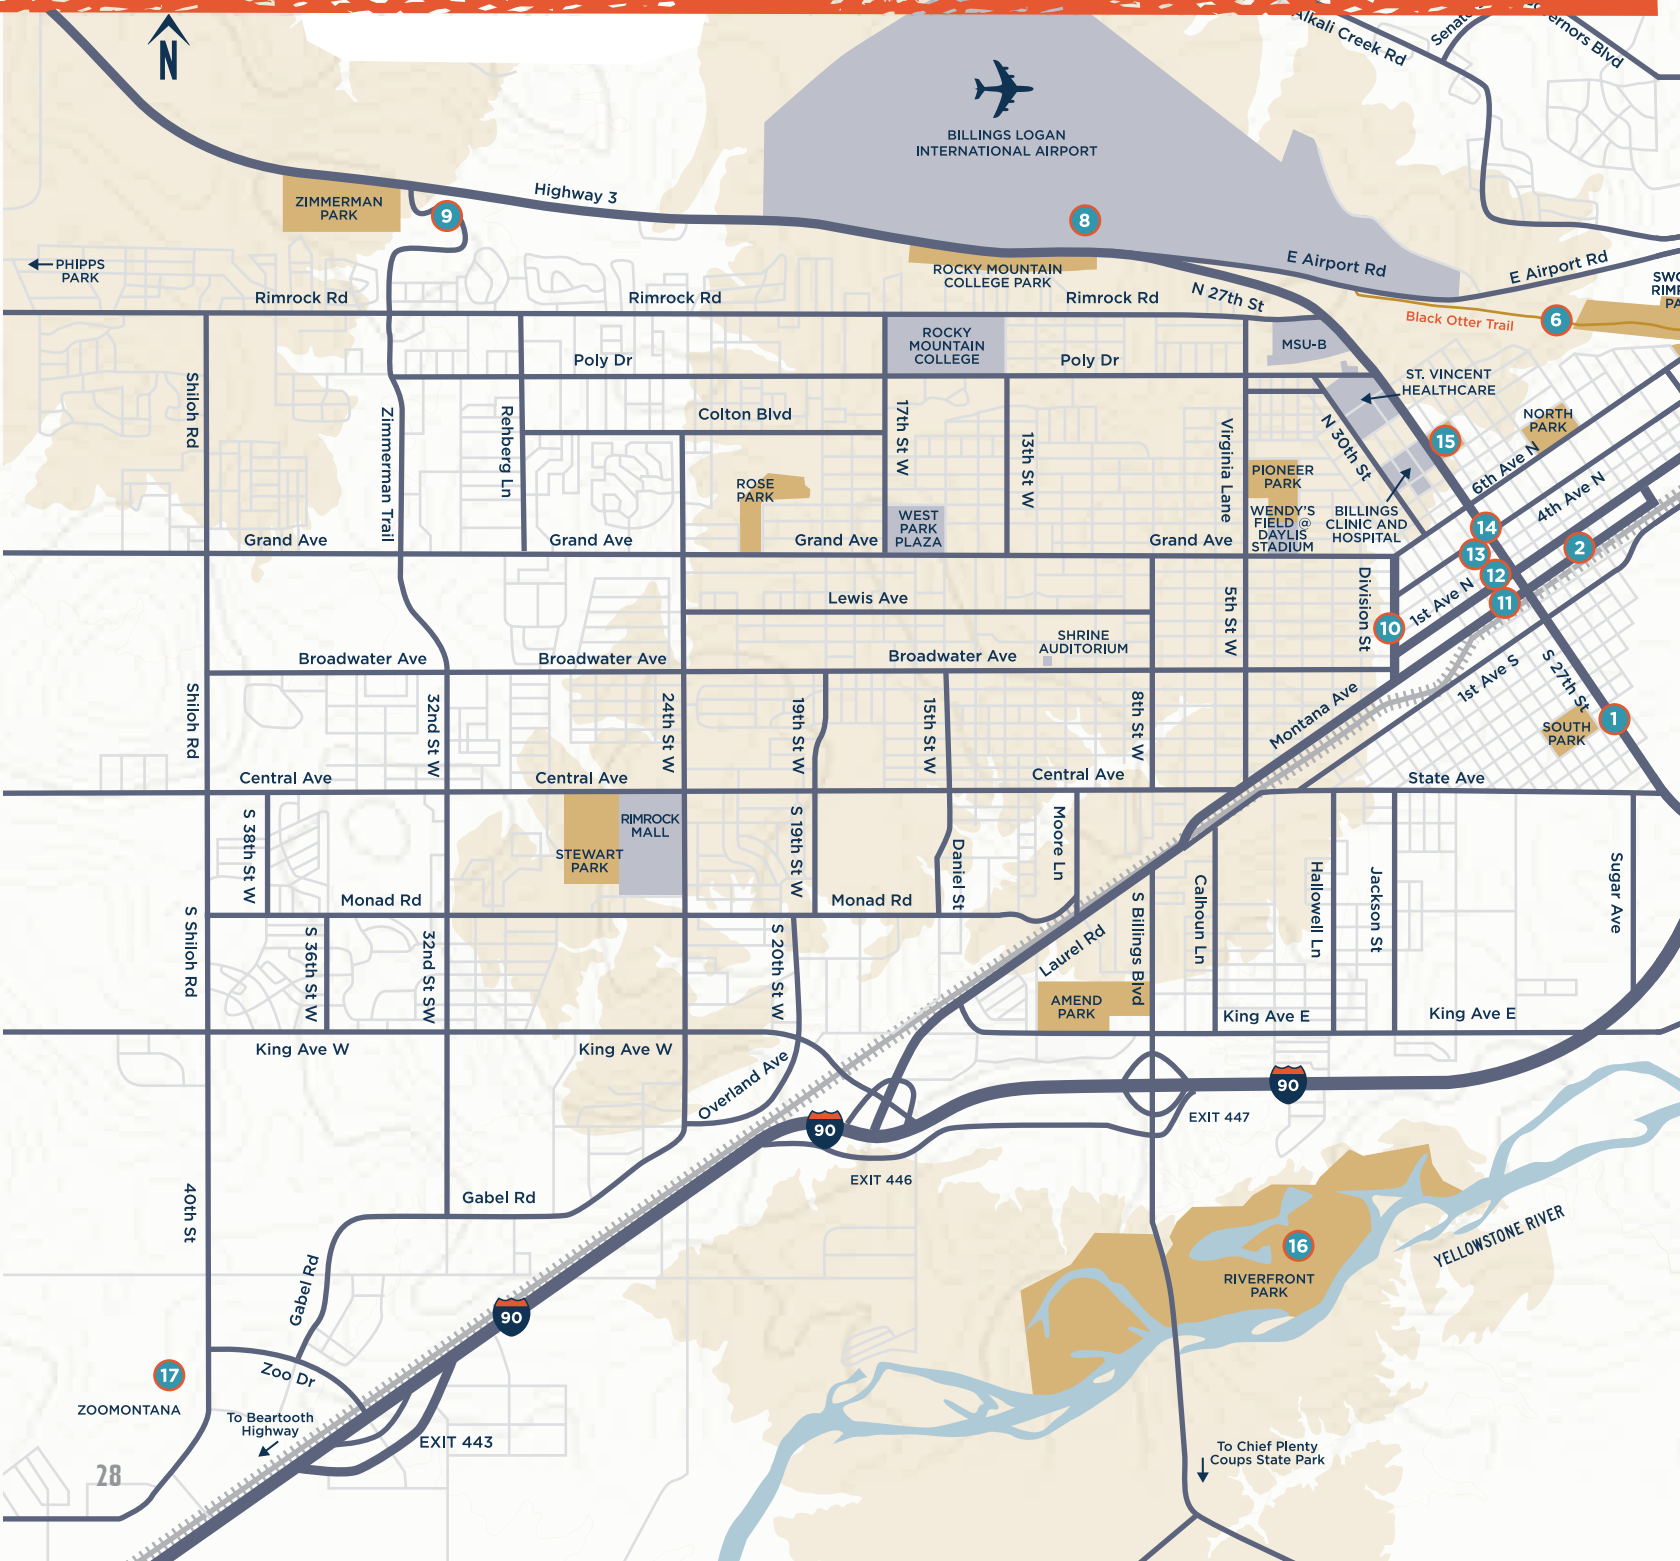 N
Alkali Creek Rd
BILLINGS LOGAN
INTERNATIONAL AIRPORT
ZIMMERMAN
PARK
9
Highway 3
8
PHIPPS
PARK
ROCKY MOUNTAIN
COLLEGE PARK
E Airport Rd
E Airport Rd
Rimrock Rd
Rimrock Rd
Rimrock Rd
N 27th St
Black Otter Trail
6
ROCKY
MOUNTAIN
COLLEGE
MSU-B
Poly Dr
Poly Dr
ST. VINCENT
HEALTHCARE
Shiloh Rd
Zimmerman Trail
Rehberg Ln
Colton Blvd
17th St W
13th St W
Virginia Lane
N 30th St
15
NORTH
PARK
ROSE
PARK
PIONEER
PARK
6th Ave N
4th Ave N
WEST
PARK
PLAZA
WENDY'S
FIELD @
DAYLIS
STADIUM
BILLINGS
CLINIC AND
HOSPITAL
14
Grand Ave
Grand Ave
Grand Ave
Grand Ave
13
2
12
Lewis Ave
5th St W
Division St
1st Ave N
11
10
SHRINE
AUDITORIUM
Broadwater Ave
Broadwater Ave
Broadwater Ave
1st Ave S
S 27th St
Shiloh Rd
32nd St W
24th St W
19th St W
15th St W
8th St W
Montana Ave
SOUTH
PARK
1
Central Ave
Central Ave
Central Ave
State Ave
S 38th St W
RIMROCK
MALL
STEWART
PARK
S 19th St W
Daniel St
Moore Ln
Calhoun Ln
Hallowell Ln
Jackson St
Sugar Ave
Monad Rd
Monad Rd
S Shiloh Rd
S 36th St W
32nd St SW
S 20th St W
Laurel Rd
S Billings Blvd
AMEND
PARK
King Ave E
King Ave E
King Ave W
King Ave W
Overland Ave
90
90
EXIT 447
EXIT 446
40th St
Gabel Rd
YELLOWSTONE RIVER
16
RIVERFRONT
PARK
Gabel Rd
90
17
Zoo Dr
ZOOMONTANA
To Beartooth
Highway
EXIT 443
To Chief Plenty
Coups State Park
28